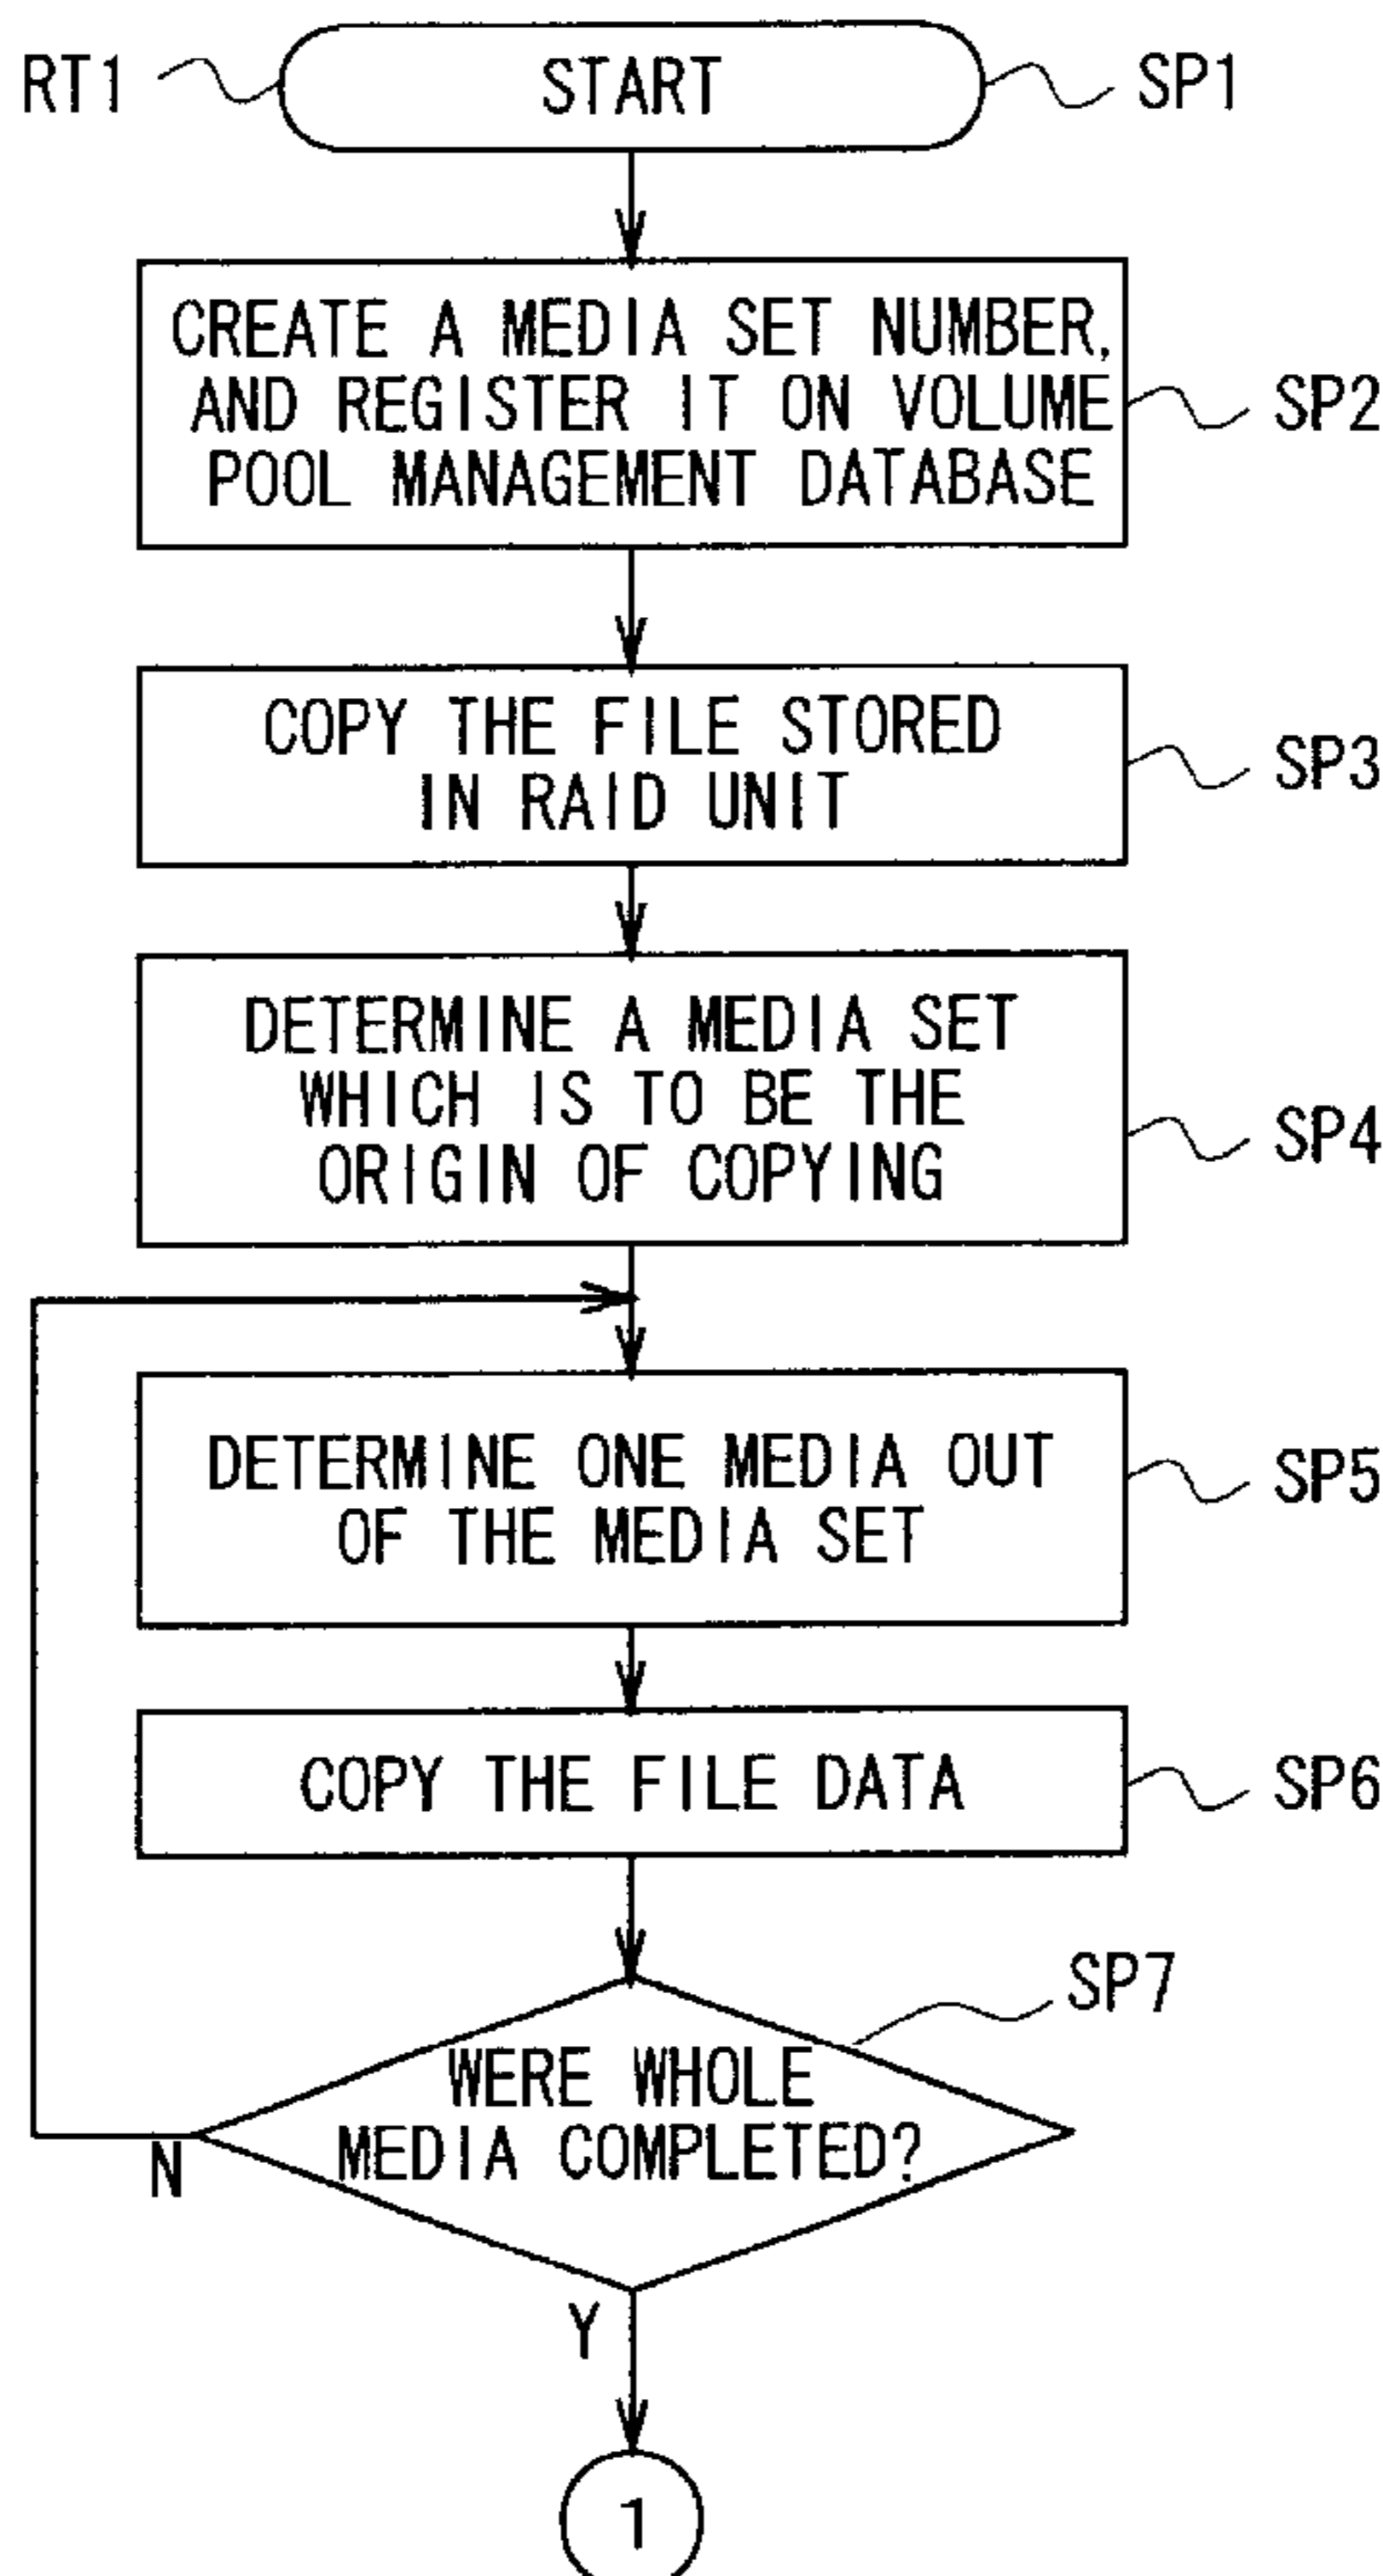 RT1
START
SP1
CREATE A MEDIA SET NUMBER,
AND REGISTER IT ON VOLUME
POOL MANAGEMENT DATABASE
SP2
COPY THE FILE STORED
IN RAID UNIT
SP3
DETERMINE A MEDIA SET
WHICH IS TO BE THE
ORIGIN OF COPYING
SP4
DETERMINE ONE MEDIA OUT
OF THE MEDIA SET
SP5
COPY THE FILE DATA
SP6
SP7
WERE WHOLE
MEDIA COMPLETED?
N
Y
1